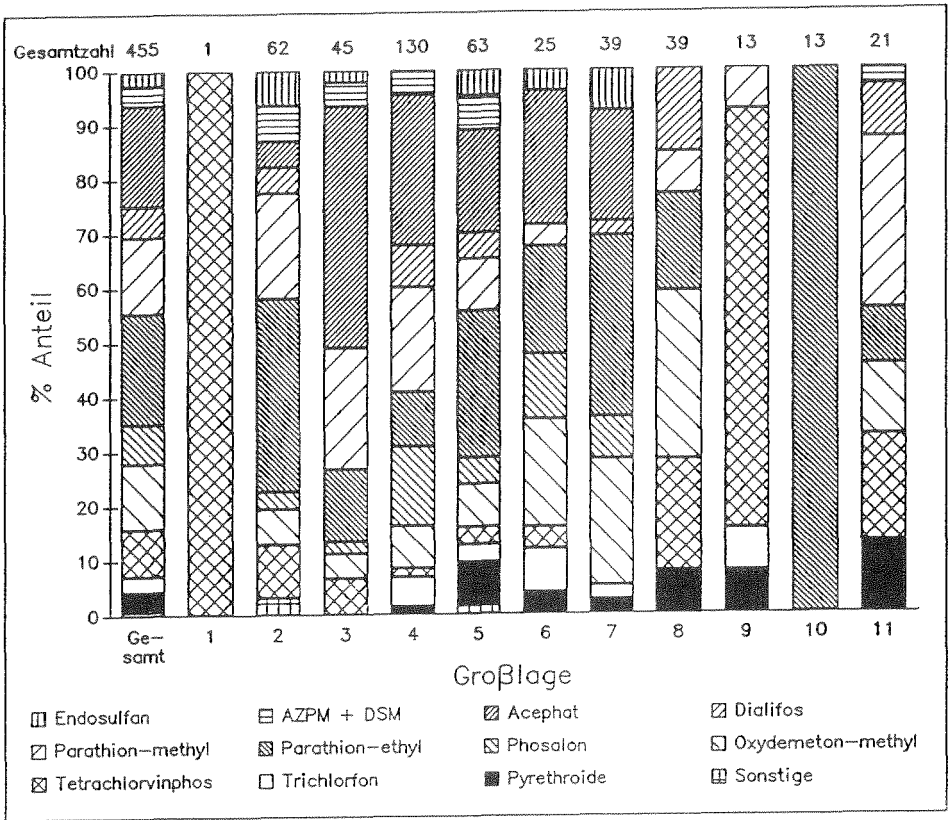 Gesamtzahl 455 1 62 45 130 63 25 39 39 13 13 21
100
90
80
70
60
50
40
30
20
10
0
% Anteil
Ge-
samt
1 2 3 4 5 6 7 8 9 10 11
Großlage
Endosulfan AZPM + DSM Acephat Dialifos
Parathion-methyl Parathion-ethyl Phosalon Oxydemeton-methyl
Tetrachlorvinphos Trichlorfon Pyrethroide Sonstige